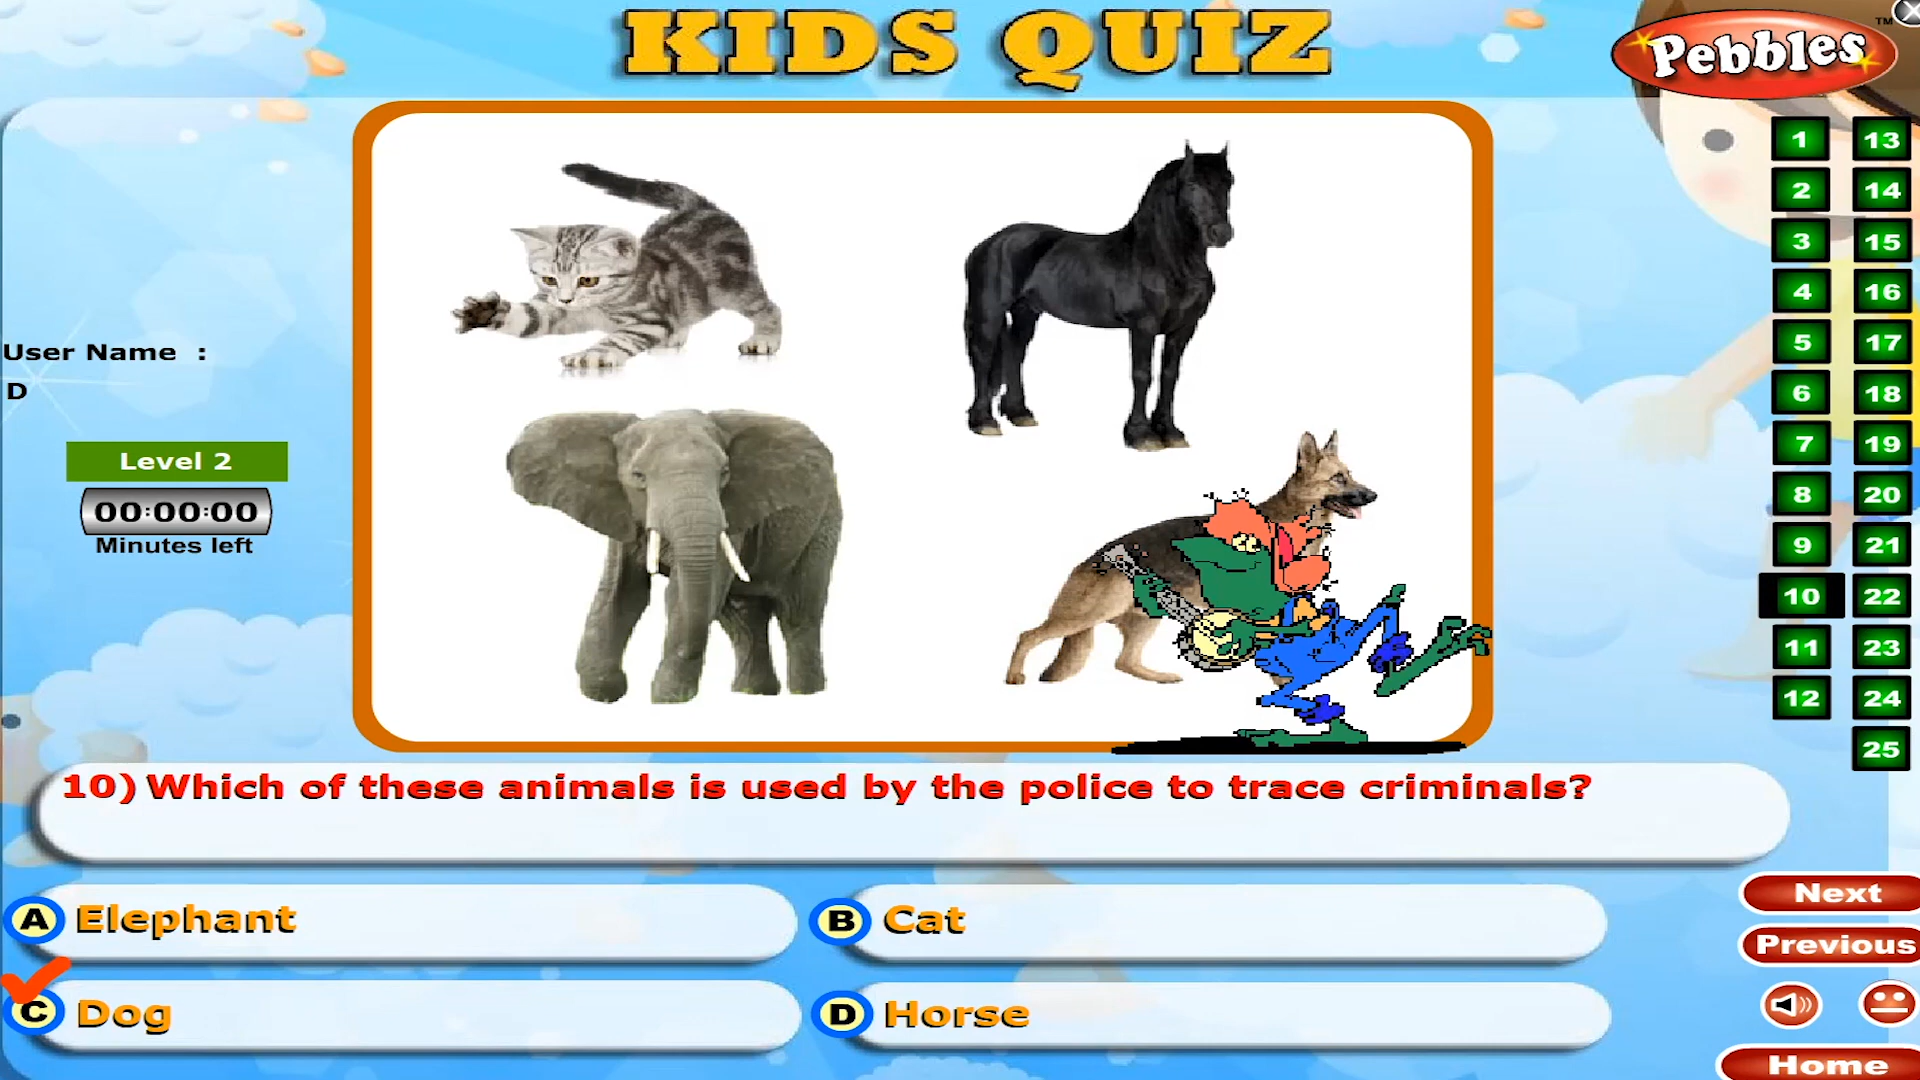 KIDS QUIZ
Pebbles™
User Name :
D
Level 2
00:00:00
Minutes left
1 13
2 14
3 15
4 16
5 17
6 18
7 19
8 20
9 21
10 22
11 23
12 24
25
10) Which of these animals is used by the police to trace criminals?
A Elephant
B Cat
C Dog
D Horse
Next
Previous
Home